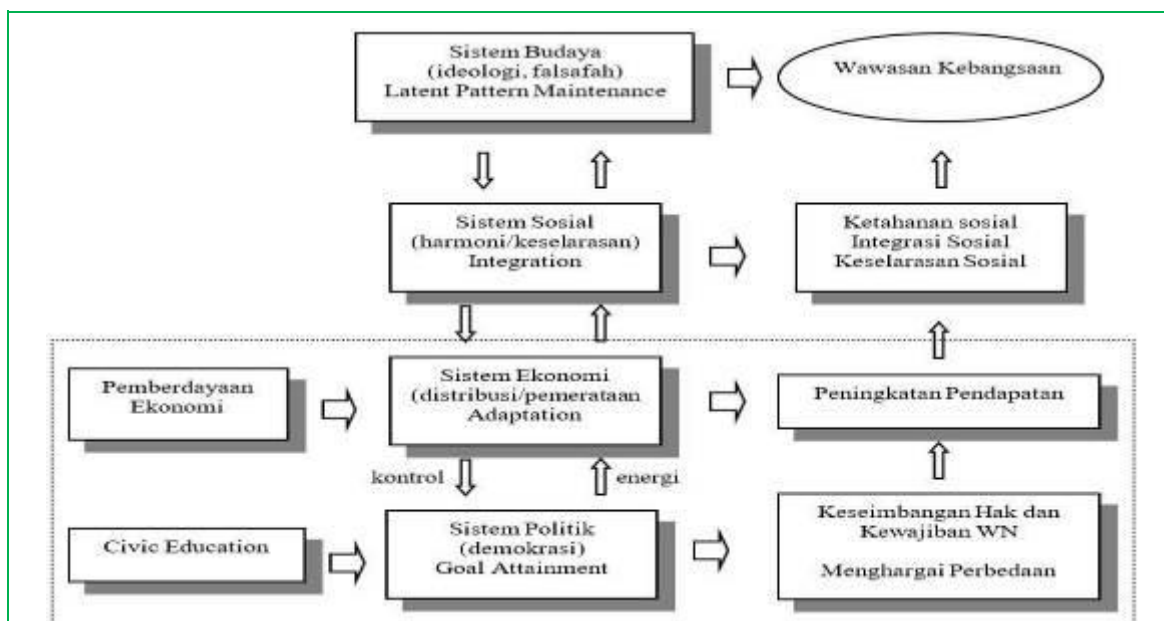 Sistem Budaya
(ideologi, falsafah)
Latent Pattern Maintenance
Wawasan Kebangsaan
Sistem Sosial
(harmoni/keselarasan)
Integration
Ketahanan sosial
Integrasi Sosial
Keselarasan Sosial
Pemberdayaan
Ekonomi
Sistem Ekonomi
(distribusi/pemerataan
Adaptation
Peningkatan Pendapatan
kontrol
energi
Civic Education
Sistem Politik
(demokrasi)
Goal Attainment
Keseimbangan Hak dan
Kewajiban WN
Menghargai Perbedaan